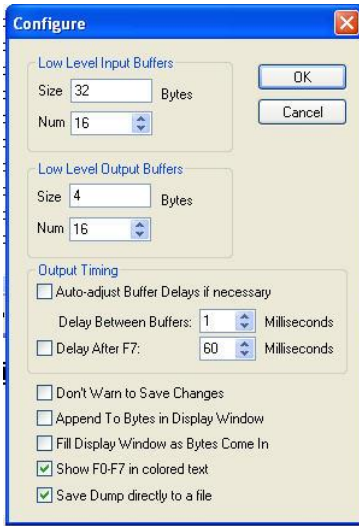 Configure
Low Level Input Buffers
OK
Size 32 Bytes
Cancel
Num 16
Low Level Output Buffers
Size 4 Bytes
Num 16
Output Timing
Auto-adjust Buffer Delays if necessary
Delay Between Buffers: 1 Milliseconds
Delay After F7: 60 Milliseconds
Don't Warn to Save Changes
Append To Bytes in Display Window
Fill Display Window as Bytes Come In
Show F0-F7 in colored text
Save Dump directly to a file